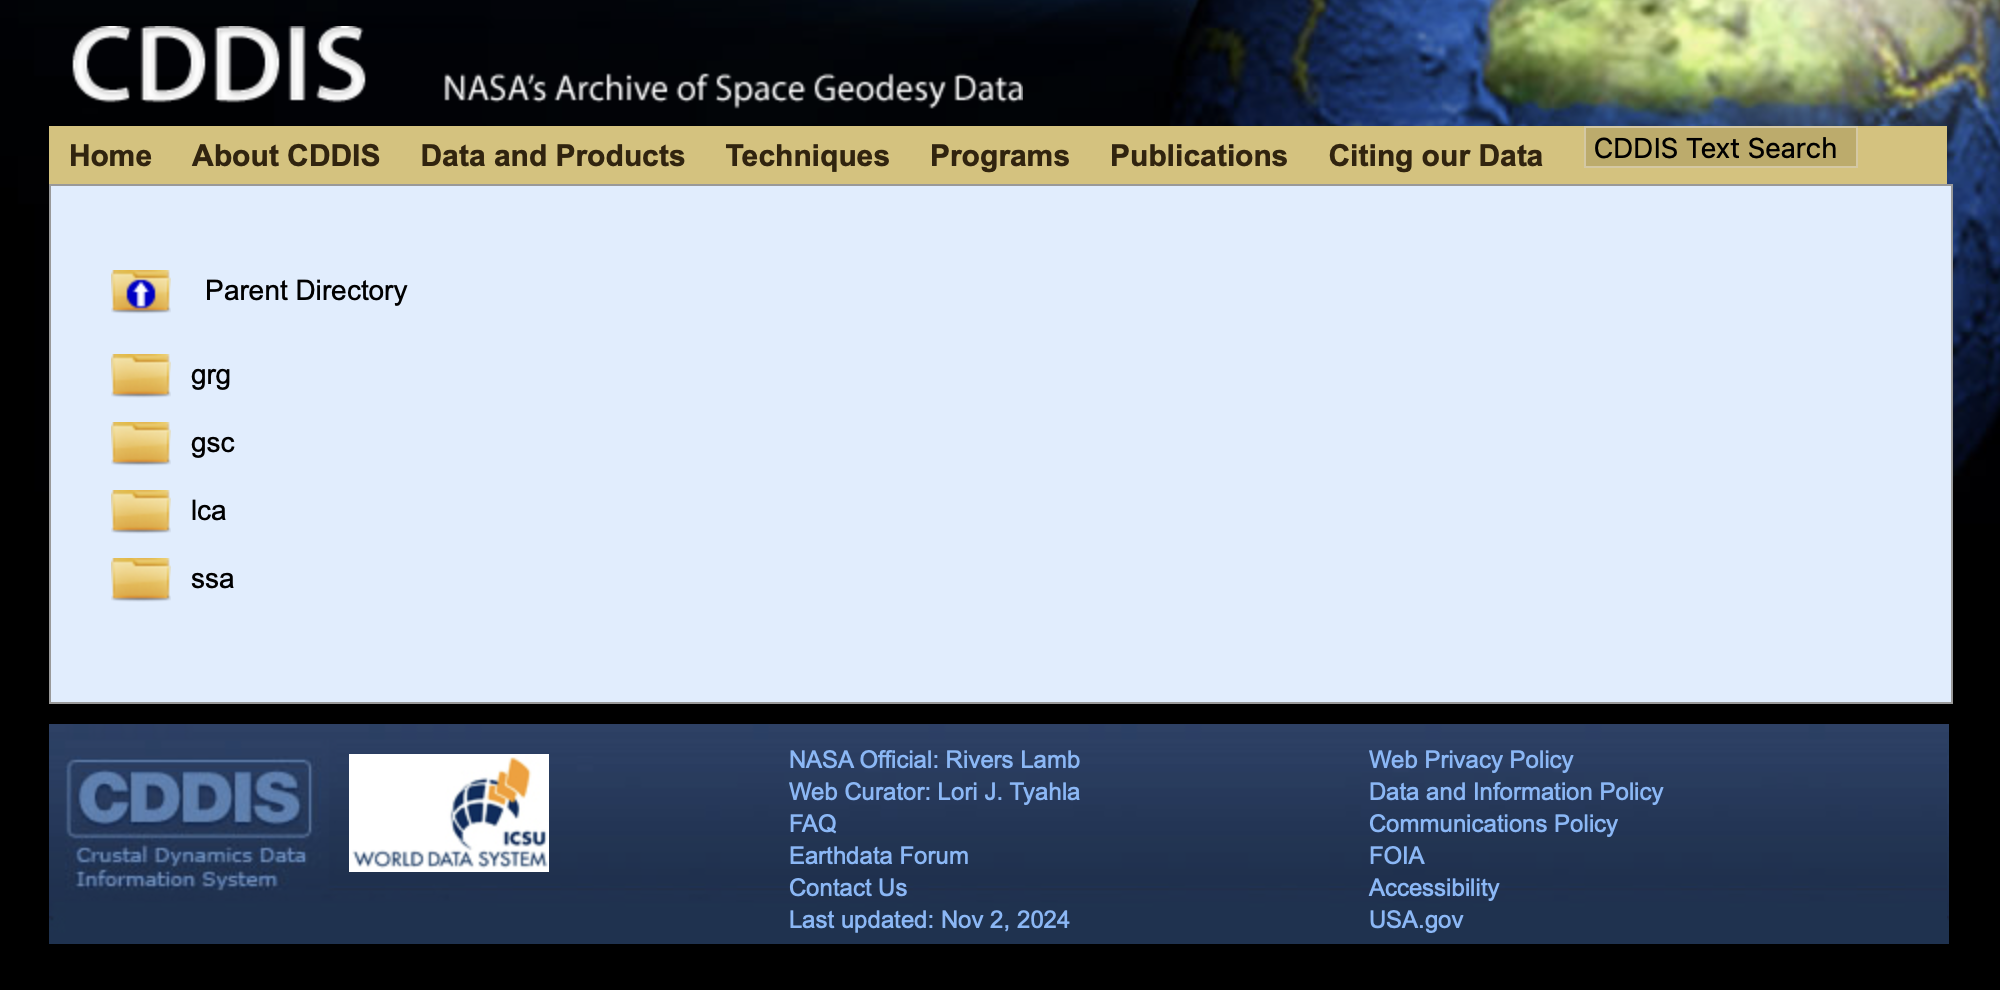 CDDIS
NASA's Archive of Space Geodesy Data
Home About CDDIS Data and Products Techniques Programs Publications Citing our Data CDDIS Text Search
Parent Directory
grg
gsc
lca
ssa
CDDIS
Crustal Dynamics Data
Information System
ICSU
WORLD DATA SYSTEM
NASA Official: Rivers Lamb
Web Curator: Lori J. Tyahla
FAQ
Earthdata Forum
Contact Us
Last updated: Nov 2, 2024
Web Privacy Policy
Data and Information Policy
Communications Policy
FOIA
Accessibility
USA.gov